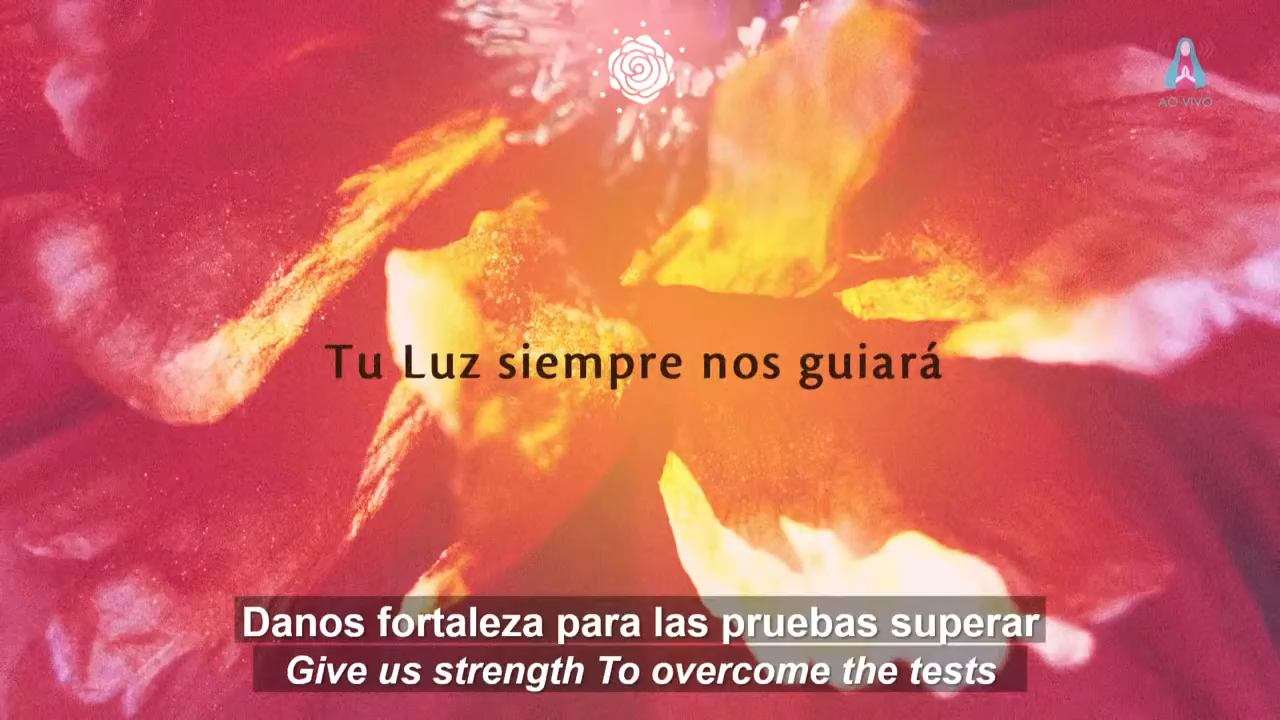 AO VIVO
Tu Luz siempre nos guiará
Danos fortaleza para las pruebas superar
Give us strength To overcome the tests